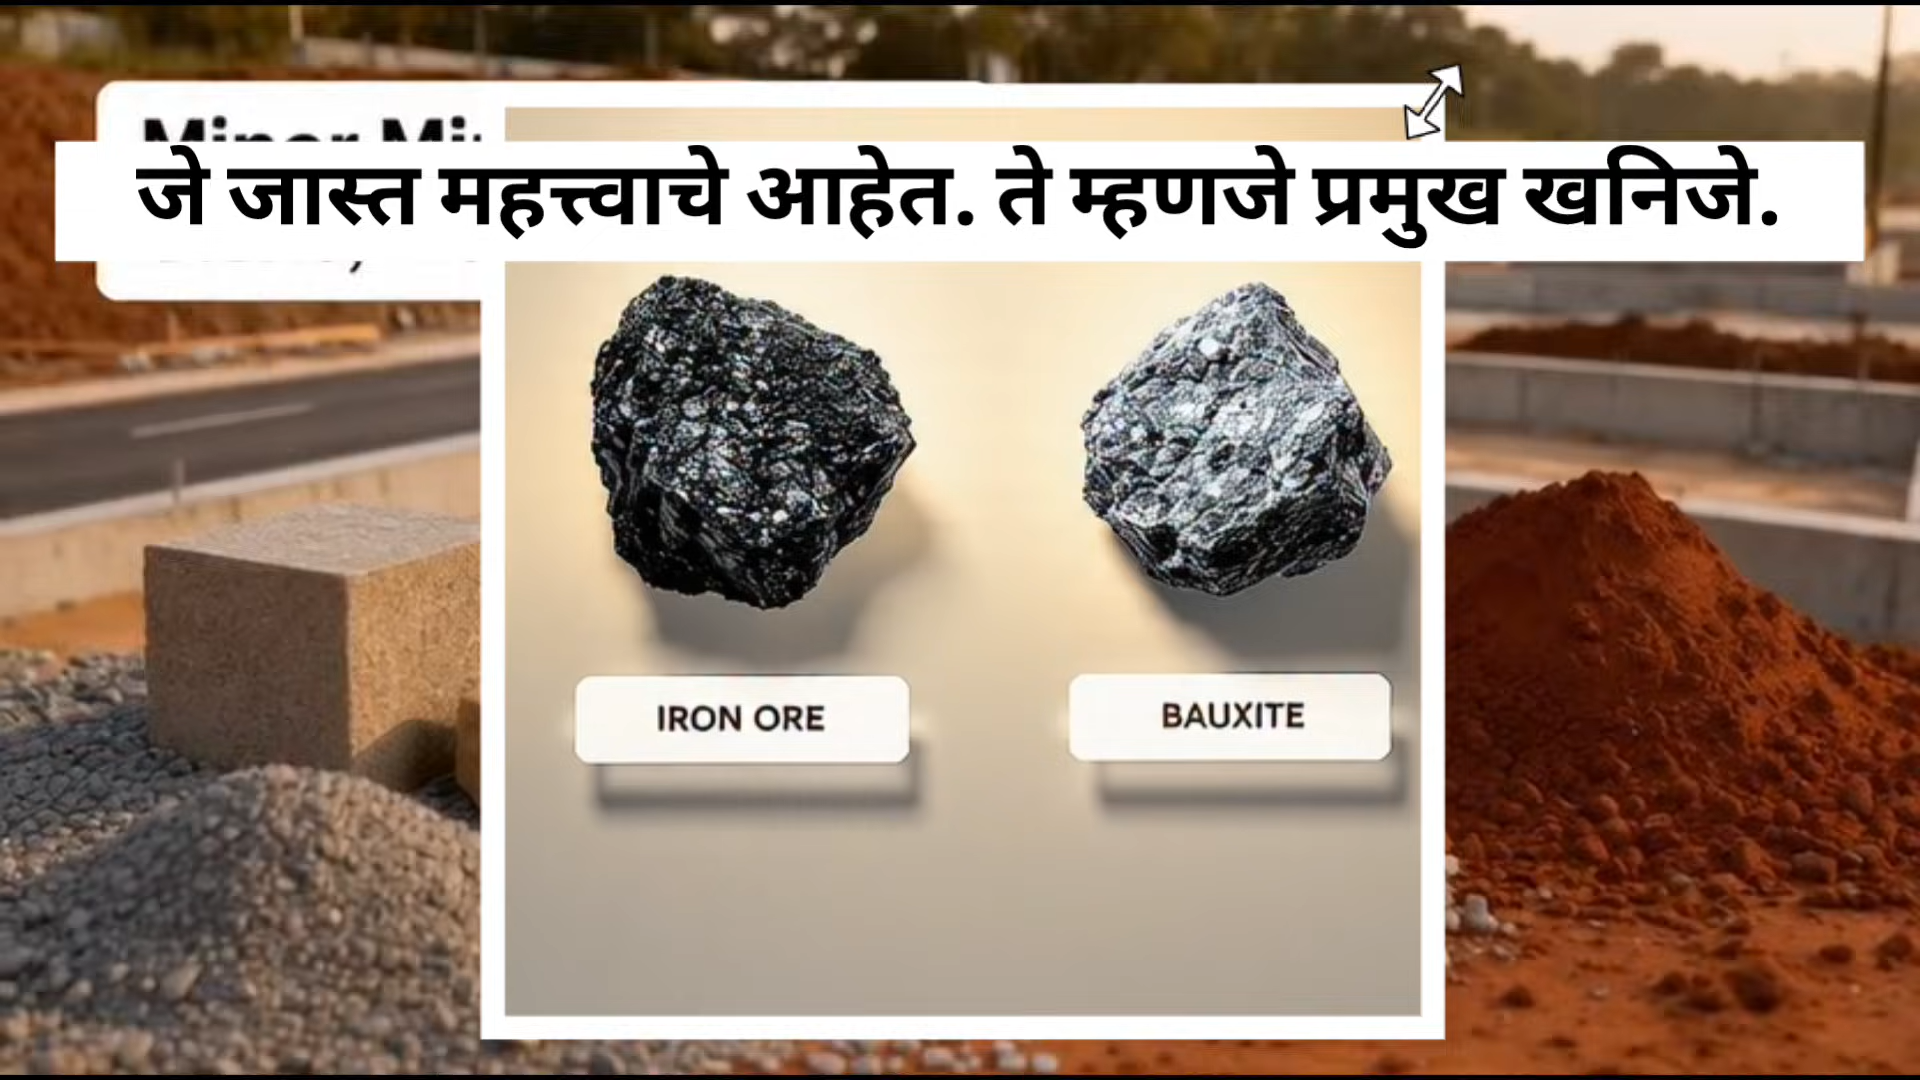 जे जास्त महत्त्वाचे आहेत. ते म्हणजे प्रमुख खनिजे.
IRON ORE
BAUXITE